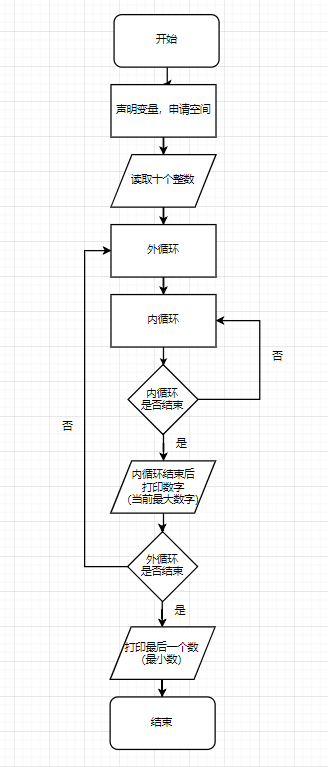 开始
声明变量，申请空间
读取十个整数
外循环
内循环
否
内循环
是否结束
是
否
内循环结束后
打印数字
（当前最大数字）
外循环
是否结束
是
打印最后一个数
（最小数）
结束